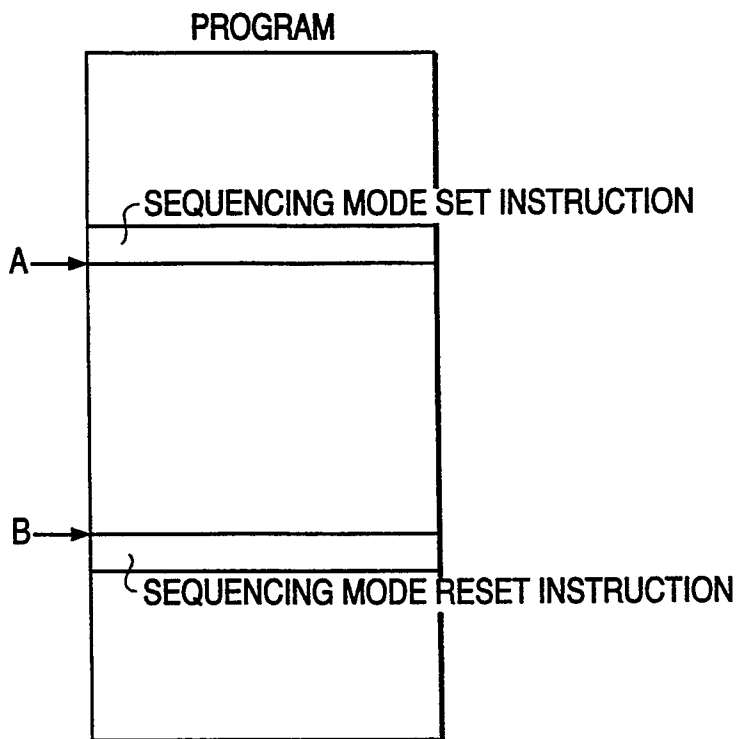 PROGRAM
SEQUENCING MODE SET INSTRUCTION
A
B
SEQUENCING MODE RESET INSTRUCTION